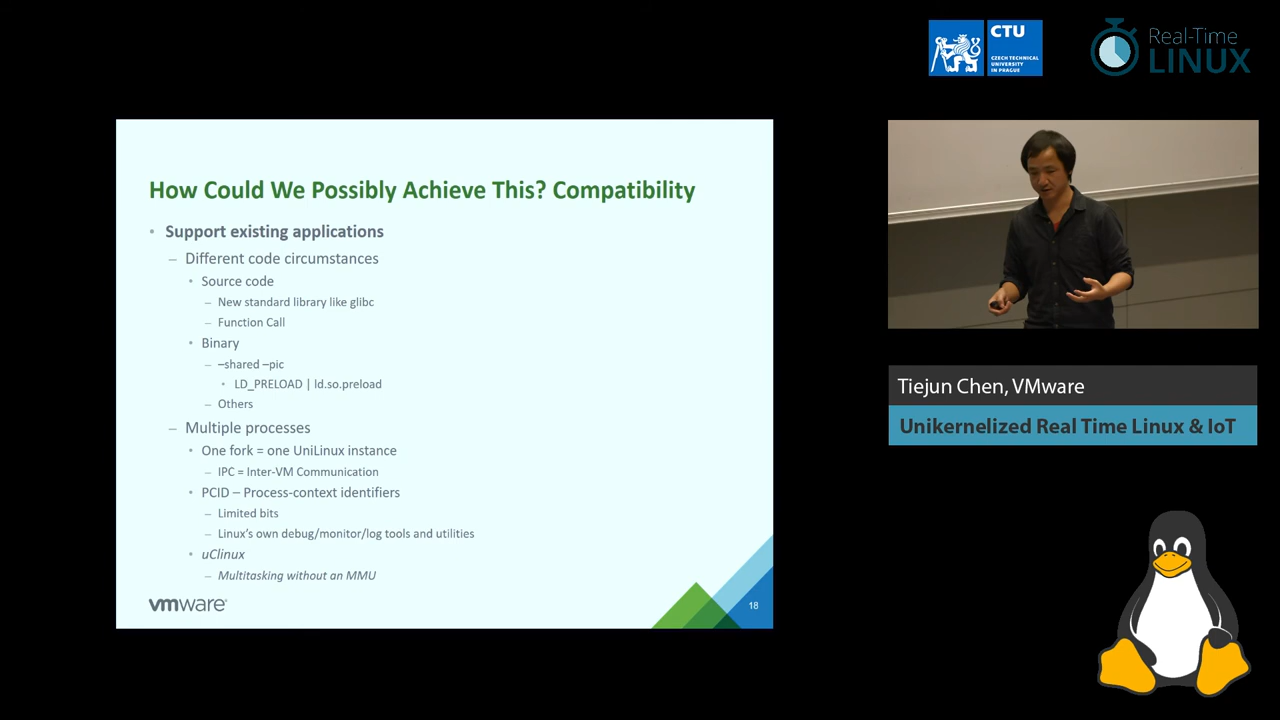 CTU
CZECH TECHNICAL
UNIVERSITY
IN PRAGUE
Real-Time
LINUX
How Could We Possibly Achieve This? Compatibility
• Support existing applications
– Different code circumstances
• Source code
– New standard library like glibc
– Function Call
• Binary
– –shared –pic
• LD_PRELOAD | ld.so.preload
– Others
– Multiple processes
• One fork = one UniLinux instance
– IPC = Inter-VM Communication
• PCID – Process-context identifiers
– Limited bits
– Linux's own debug/monitor/log tools and utilities
• uClinux
– Multitasking without an MMU
vmware®
18
Tiejun Chen, VMware
Unikernelized Real Time Linux & IoT